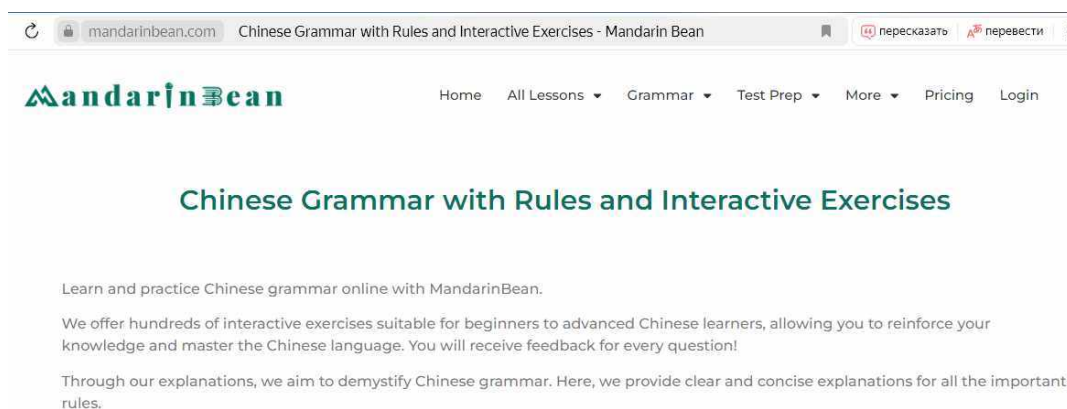 mandarinbean.com Chinese Grammar with Rules and Interactive Exercises - Mandarin Bean пересказать перевести
MandarinBean Home All Lessons Grammar Test Prep More Pricing Login
Chinese Grammar with Rules and Interactive Exercises
Learn and practice Chinese grammar online with MandarinBean.
We offer hundreds of interactive exercises suitable for beginners to advanced Chinese learners, allowing you to reinforce your
knowledge and master the Chinese language. You will receive feedback for every question!
Through our explanations, we aim to demystify Chinese grammar. Here, we provide clear and concise explanations for all the important
rules.